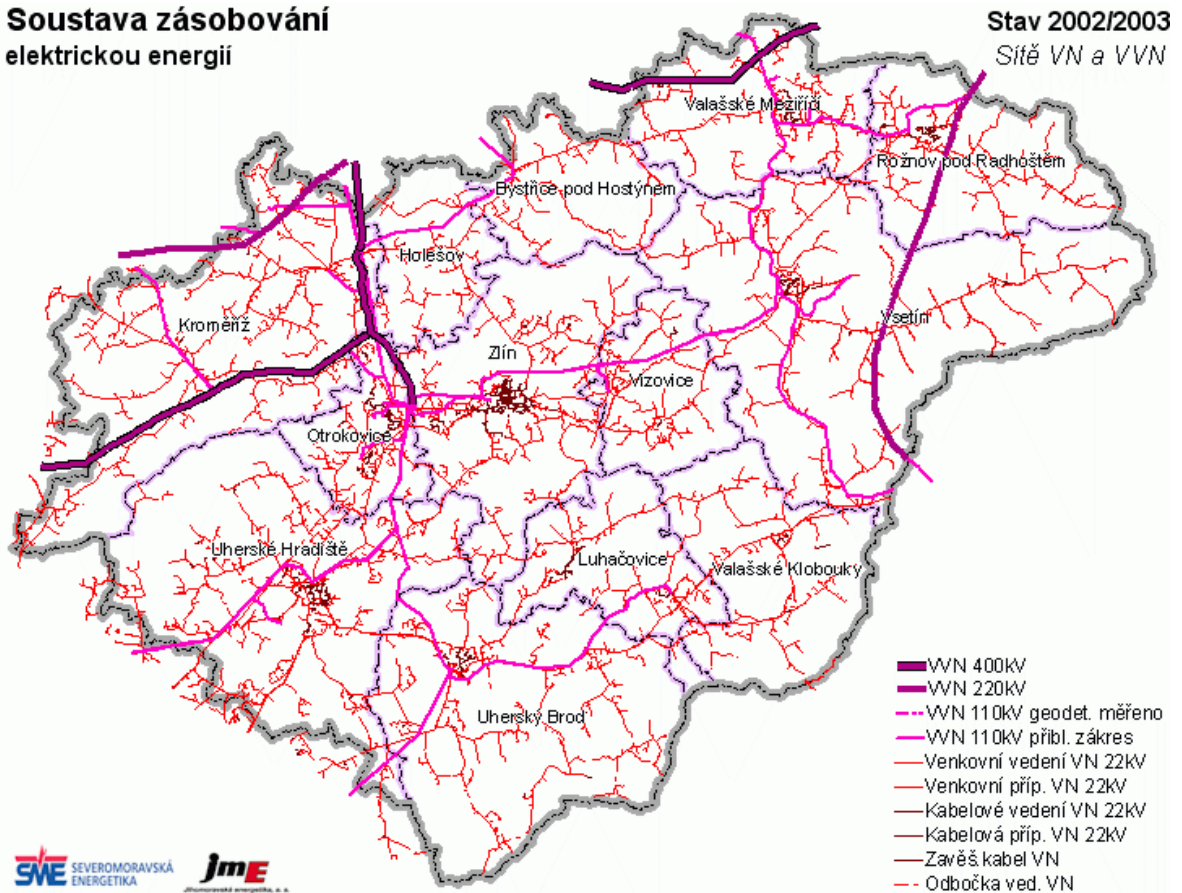 Soustava zásobování
elektrickou energií
Stav 2002/2003
Sítě VN a VVN
Valašské Meziříčí
Rožnov pod Radhoštěm
Bystřice pod Hostýnem
Holešov
Kroměříž
Vsetín
Zlín
Vizovice
Otrokovice
Uherské Hradiště
Luhačovice
Valašské Klobouky
Uherský Brod
VVN 400kV
VVN 220kV
VVN 110kV geodet. měřeno
VVN 110kV přibl. zákres
Venkovní vedení VN 22kV
Venkovní příp. VN 22kV
Kabelové vedení VN 22kV
Kabelová příp. VN 22kV
Zavěš.kabel VN
Odbočka ved. VN
SME SEVEROMORAVSKÁ
ENERGETIKA
jmE
Jihomoravská energetika, a. s.